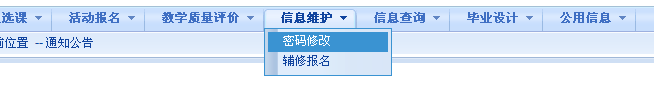 选课 活动报名 教学质量评价 信息维护 信息查询 毕业设计 公用信息
密码修改
位置 -- 通知公告
辅修报名